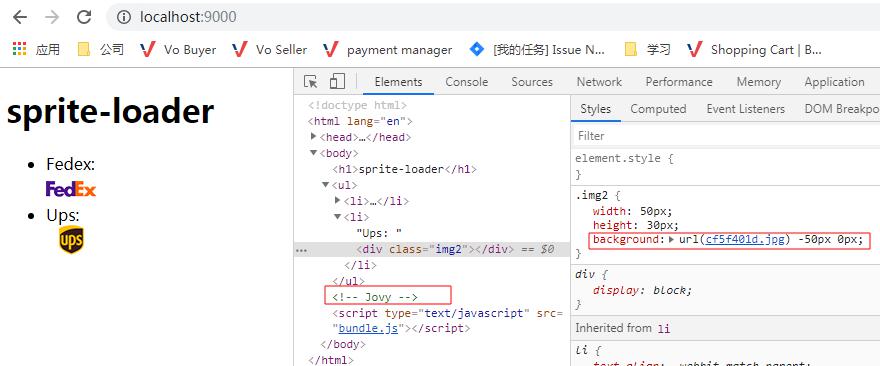 localhost:9000
应用 公司 Vo Buyer Vo Seller payment manager [我的任务] Issue N... 学习 Shopping Cart | B...
sprite-loader
Fedex:
FedEx
Ups:
ups
Elements Console Sources Network Performance Memory Application
<!doctype html>
<html lang="en">
<head>…</head>
<body>
<h1>sprite-loader</h1>
<ul>
<li>…</li>
<li>
"Ups: "
<div class="img2"></div> == $0
</li>
</ul>
<!-- Jovy -->
<script type="text/javascript" src=
"bundle.js"></script>
</body>
</html>
Styles Computed Event Listeners DOM Breakpo
Filter
element.style {
}
.img2 {
width: 50px;
height: 30px;
background: url(cf5f401d.jpg) -50px 0px;
}
div {
display: block;
}
Inherited from li
li {
text-align: -webkit-match-parent;